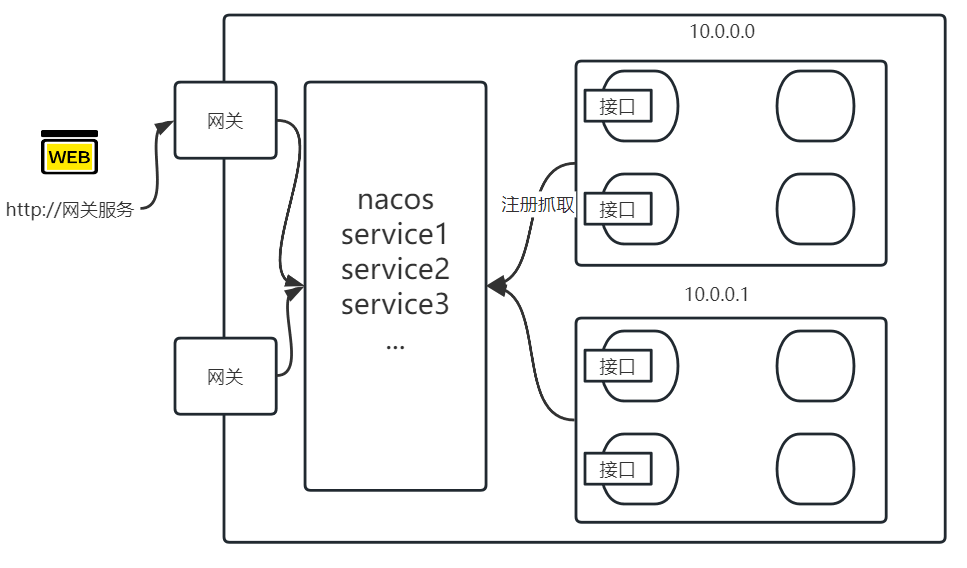 10.0.0.0
网关
接口
WEB
http://网关服务
nacos
service1
service2
service3
...
注册抓取
接口
10.0.0.1
网关
接口
接口